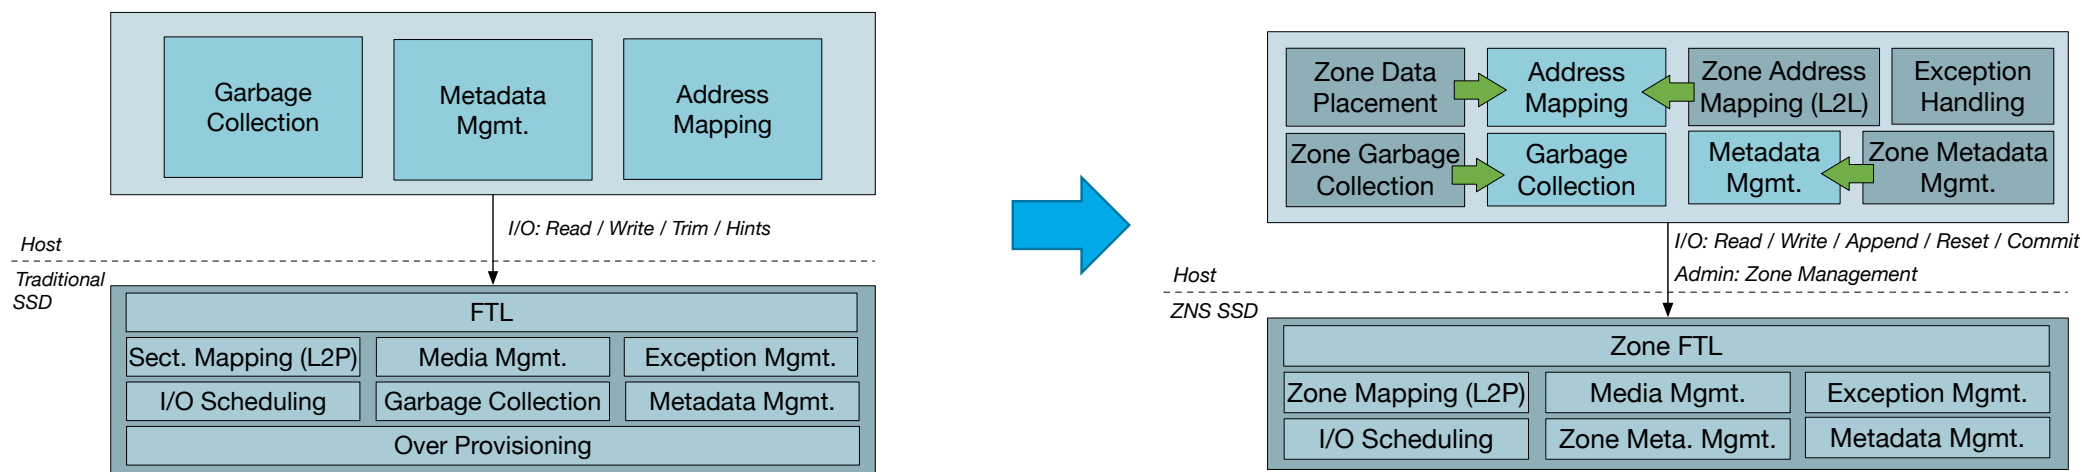 Garbage
Collection
Metadata
Mgmt.
Address
Mapping
I/O: Read / Write / Trim / Hints
Host
Traditional
SSD
FTL
Sect. Mapping (L2P)
Media Mgmt.
Exception Mgmt.
I/O Scheduling
Garbage Collection
Metadata Mgmt.
Over Provisioning
Zone Data
Placement
Address
Mapping
Zone Address
Mapping (L2L)
Exception
Handling
Zone Garbage
Collection
Garbage
Collection
Metadata
Mgmt.
Zone Metadata
Mgmt.
I/O: Read / Write / Append / Reset / Commit
Host
Admin: Zone Management
ZNS SSD
Zone FTL
Zone Mapping (L2P)
Media Mgmt.
Exception Mgmt.
I/O Scheduling
Zone Meta. Mgmt.
Metadata Mgmt.